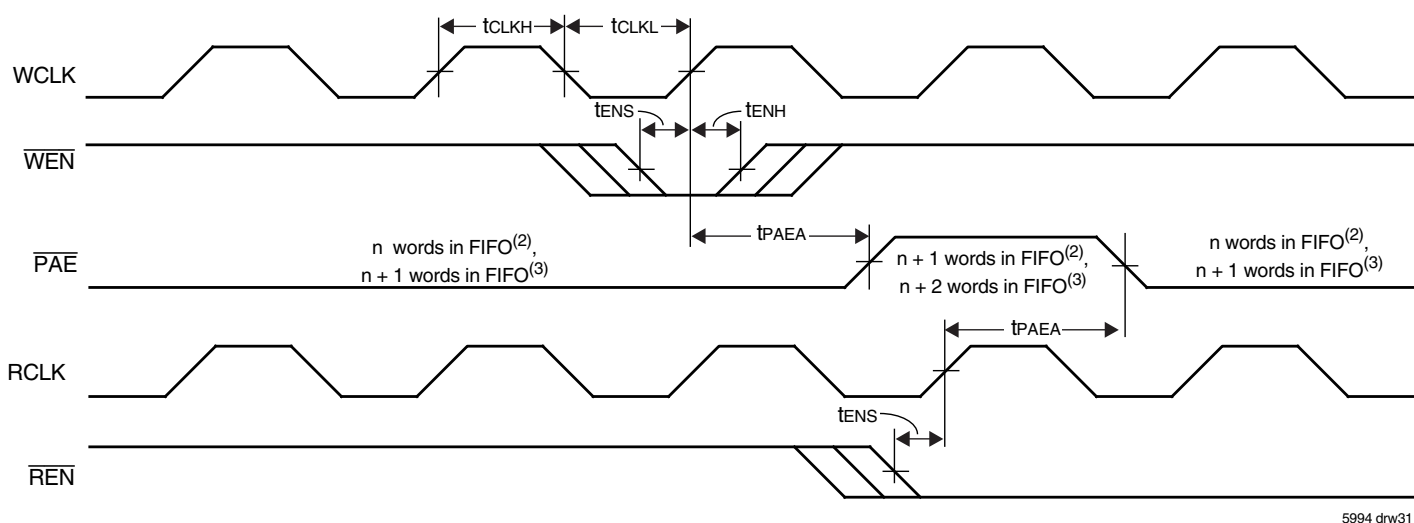 tCLKH
tCLKL
WCLK
tENS
tENH
WEN
tPAEA
n words in FIFO(2),
n + 1 words in FIFO(3)
PAE
n + 1 words in FIFO(2),
n + 2 words in FIFO(3)
n words in FIFO(2),
n + 1 words in FIFO(3)
tPAEA
RCLK
tENS
REN
5994 drw31